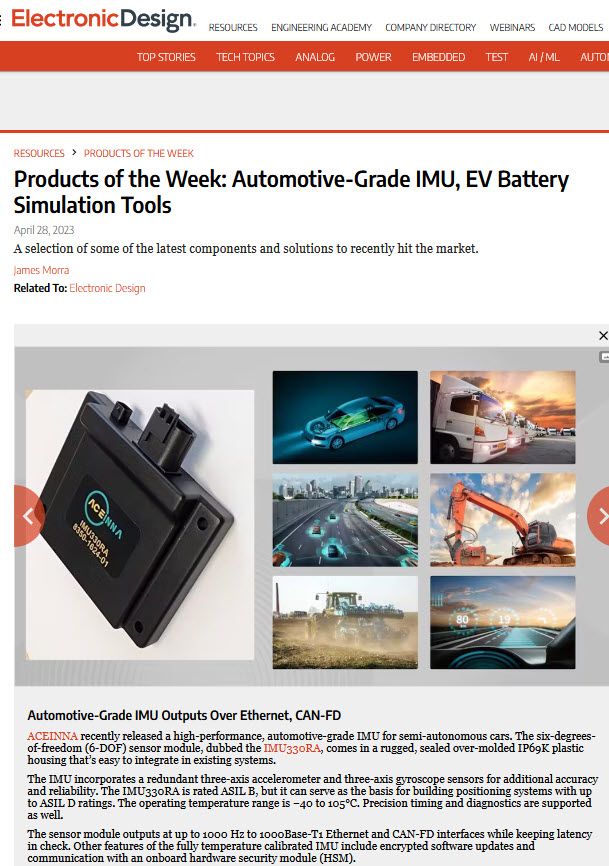 ElectronicDesign.
RESOURCES ENGINEERING ACADEMY COMPANY DIRECTORY WEBINARS CAD MODELS
TOP STORIES TECH TOPICS ANALOG POWER EMBEDDED TEST AI / ML AUTO
RESOURCES > PRODUCTS OF THE WEEK
Products of the Week: Automotive-Grade IMU, EV Battery
Simulation Tools
April 28, 2023
A selection of some of the latest components and solutions to recently hit the market.
James Morra
Related To: Electronic Design
ACEINNA
IMU330RA
8350-1624-01
80
19
Automotive-Grade IMU Outputs Over Ethernet, CAN-FD
ACEINNA recently released a high-performance, automotive-grade IMU for semi-autonomous cars. The six-degrees-
of-freedom (6-DOF) sensor module, dubbed the IMU330RA, comes in a rugged, sealed over-molded IP69K plastic
housing that's easy to integrate in existing systems.
The IMU incorporates a redundant three-axis accelerometer and three-axis gyroscope sensors for additional accuracy
and reliability. The IMU330RA is rated ASIL B, but it can serve as the basis for building positioning systems with up
to ASIL D ratings. The operating temperature range is −40 to 105°C. Precision timing and diagnostics are supported
as well.
The sensor module outputs at up to 1000 Hz to 1000Base-T1 Ethernet and CAN-FD interfaces while keeping latency
in check. Other features of the fully temperature calibrated IMU include encrypted software updates and
communication with an onboard hardware security module (HSM).